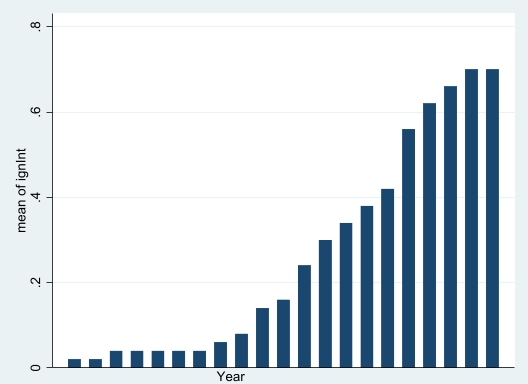 .8
.6
.4
.2
0
mean of ignInt
Year